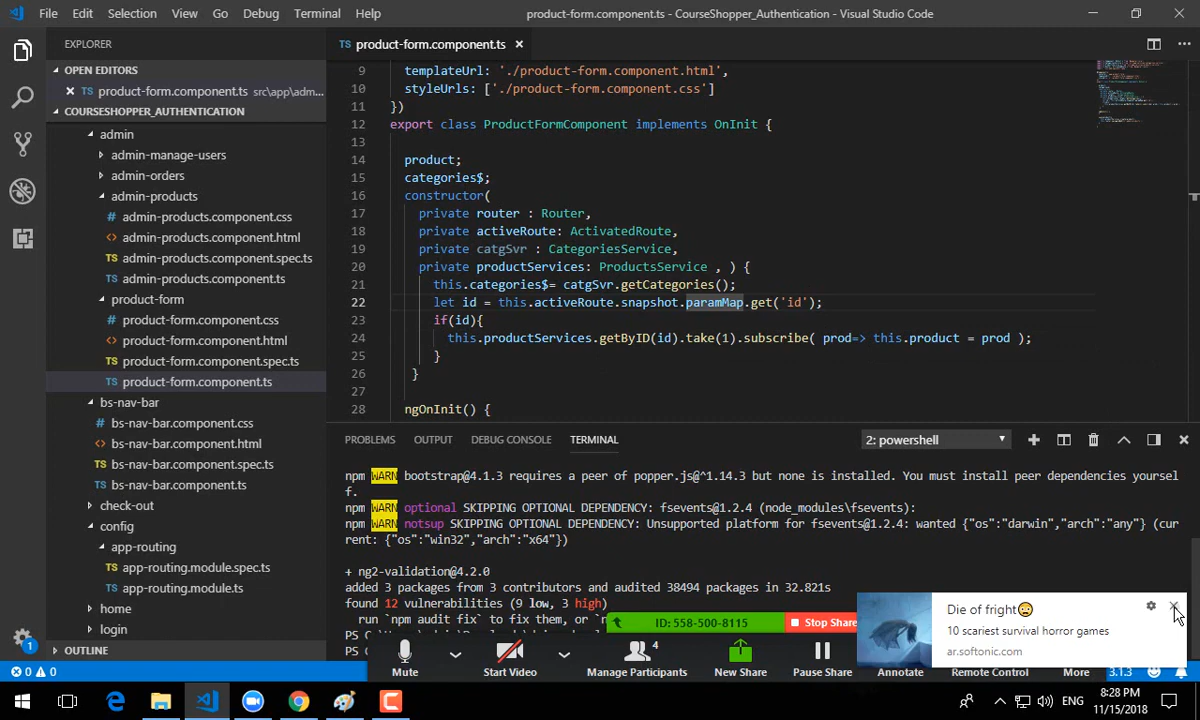 File Edit Selection View Go Debug Terminal Help
product-form.component.ts - CourseShopper_Authentication - Visual Studio Code
EXPLORER
OPEN EDITORS
product-form.component.ts src\app\adm...
COURSESHOPPER_AUTHENTICATION
admin
admin-manage-users
admin-orders
admin-products
admin-products.component.css
admin-products.component.html
admin-products.component.spec.ts
admin-products.component.ts
product-form
product-form.component.css
product-form.component.html
product-form.component.spec.ts
product-form.component.ts
bs-nav-bar
bs-nav-bar.component.css
bs-nav-bar.component.html
bs-nav-bar.component.spec.ts
bs-nav-bar.component.ts
check-out
config
app-routing
app-routing.module.spec.ts
app-routing.module.ts
home
login
OUTLINE
TS product-form.component.ts
9 templateUrl: './product-form.component.html',
10 styleUrls: ['./product-form.component.css']
11 })
12 export class ProductFormComponent implements OnInit {
13
14 product;
15 categories$;
16 constructor(
17 private router : Router,
18 private activeRoute: ActivatedRoute,
19 private catgSvr : CategoriesService,
20 private productServices: ProductsService , ) {
21 this.categories$= catgSvr.getCategories();
22 let id = this.activeRoute.snapshot.paramMap.get('id');
23 if(id){
24 this.productServices.getByID(id).take(1).subscribe( prod=> this.product = prod );
25 }
26 }
27
28 ngOnInit() {
PROBLEMS OUTPUT DEBUG CONSOLE TERMINAL 2: powershell
npm WARN bootstrap@4.1.3 requires a peer of popper.js@^1.14.3 but none is installed. You must install peer dependencies yoursel
f.
npm WARN optional SKIPPING OPTIONAL DEPENDENCY: fsevents@1.2.4 (node_modules\fsevents):
npm WARN notsup SKIPPING OPTIONAL DEPENDENCY: Unsupported platform for fsevents@1.2.4: wanted {"os":"darwin","arch":"any"} (cur
rent: {"os":"win32","arch":"x64"})
+ ng2-validation@4.2.0
added 3 packages from 3 contributors and audited 38494 packages in 32.821s
found 12 vulnerabilities (9 low, 3 high)
run `npm audit fix` to fix them, or
PS C
PS
ID: 558-500-8115 Stop Share
Mute Start Video Manage Participants 4 New Share Pause Share Annotate Remote Control More
Die of fright
10 scariest survival horror games
ar.softonic.com
0 0 3.1.3
1
ENG 8:28 PM
11/15/2018